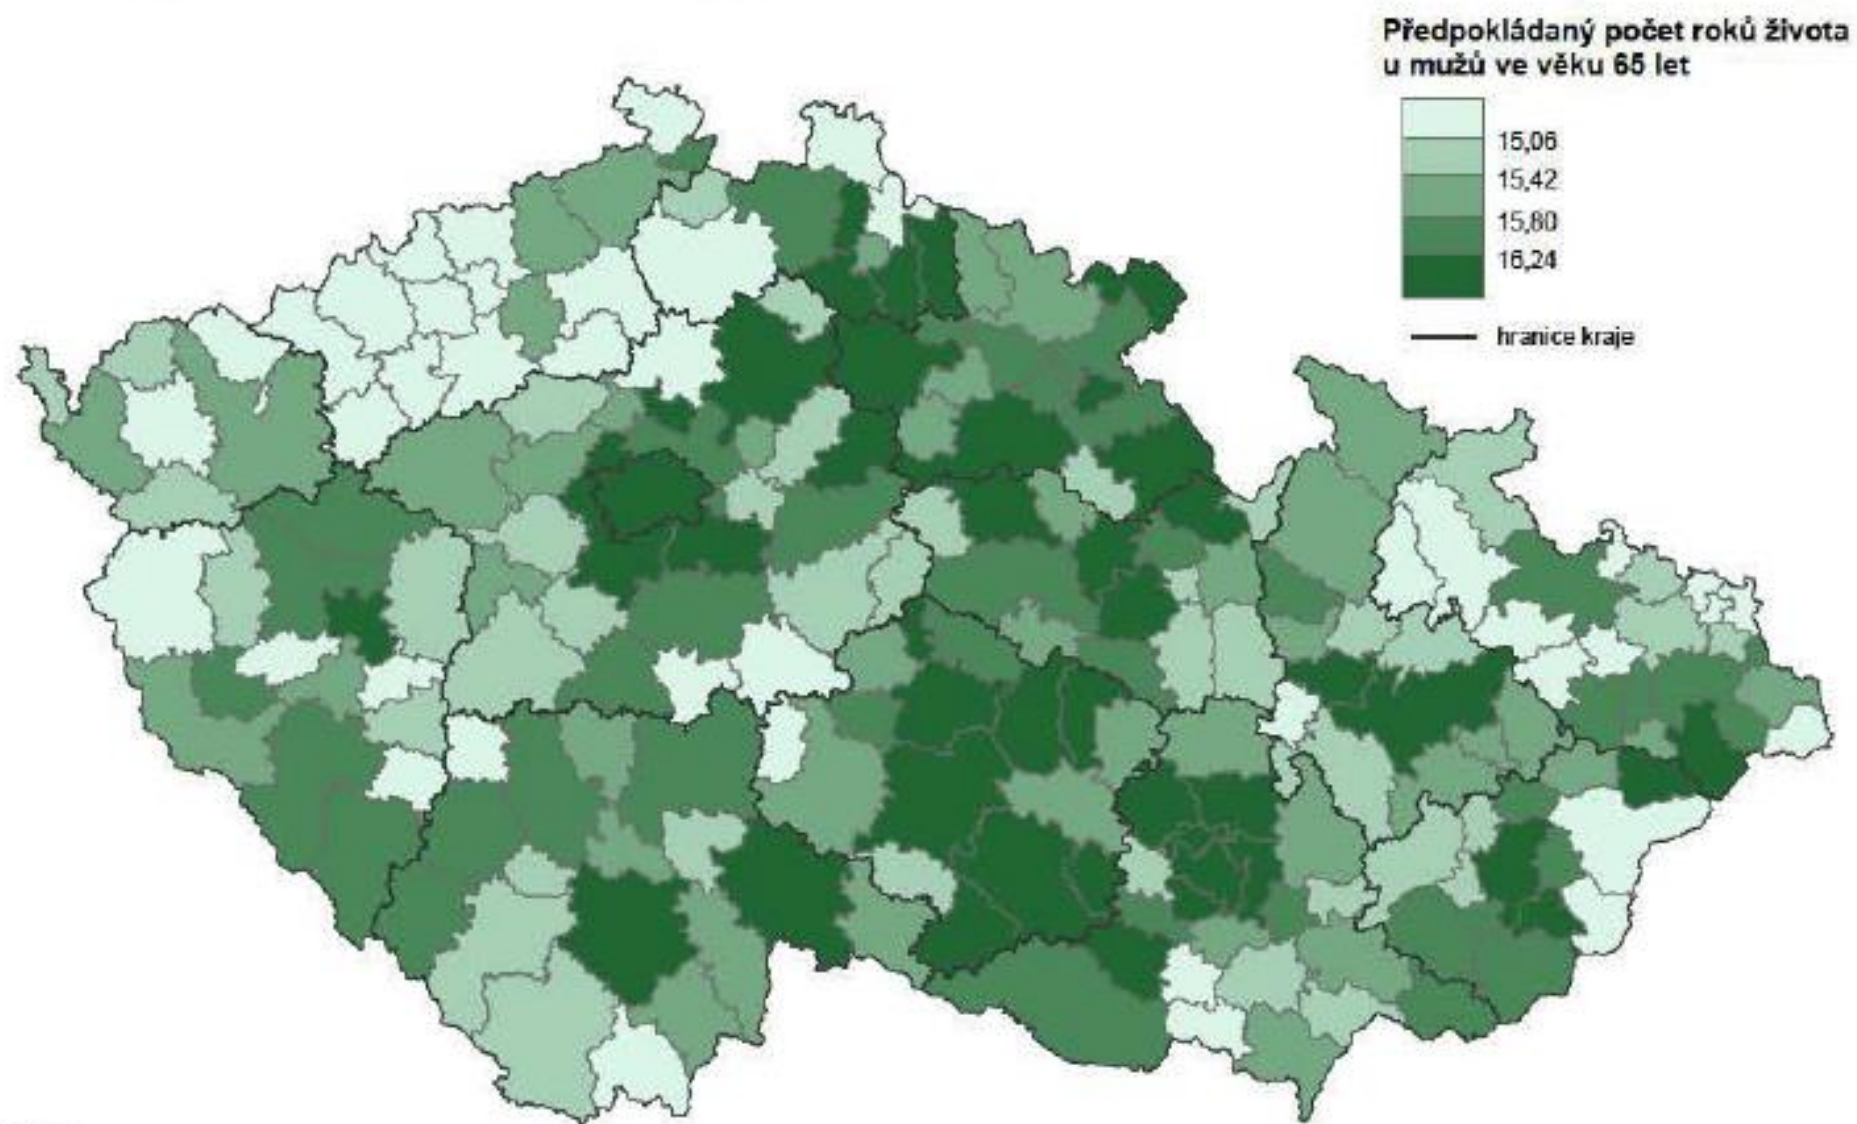 Předpokládaný počet roků života
u mužů ve věku 65 let
15,06
15,42
15,80
16,24
hranice kraje